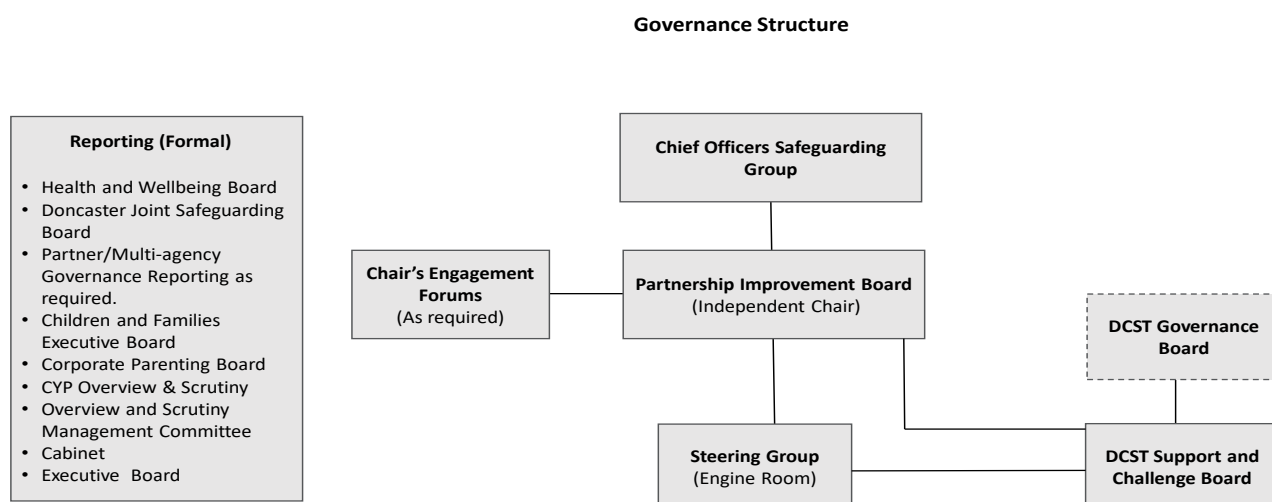 Governance Structure
Reporting (Formal)
• Health and Wellbeing Board
• Doncaster Joint Safeguarding
Board
• Partner/Multi-agency
Governance Reporting as
required.
• Children and Families
Executive Board
• Corporate Parenting Board
• CYP Overview & Scrutiny
• Overview and Scrutiny
Management Committee
• Cabinet
• Executive Board
Chief Officers Safeguarding
Group
Chair’s Engagement
Forums
(As required)
Partnership Improvement Board
(Independent Chair)
DCST Governance
Board
Steering Group
(Engine Room)
DCST Support and
Challenge Board